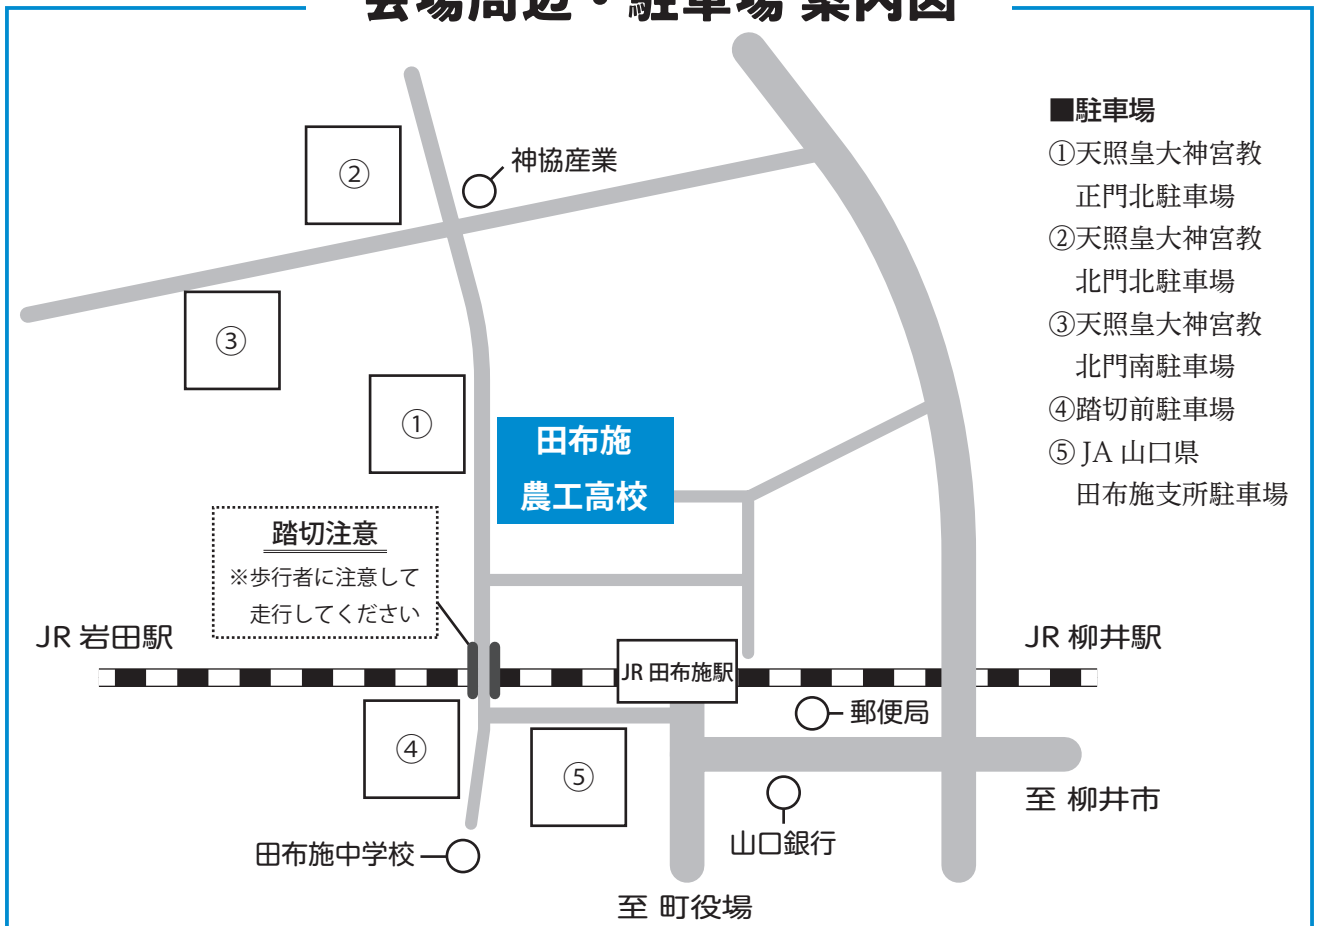 会場周辺・駐車場 案内図
■駐車場
①天照皇大神宮教
正門北駐車場
②天照皇大神宮教
北門北駐車場
③天照皇大神宮教
北門南駐車場
④踏切前駐車場
⑤JA 山口県
田布施支所駐車場
②
神協産業
③
①
田布施
農工高校
踏切注意
※歩行者に注意して
走行してください
JR 岩田駅
JR 柳井駅
JR 田布施駅
郵便局
④
⑤
至 柳井市
山口銀行
田布施中学校
至 町役場